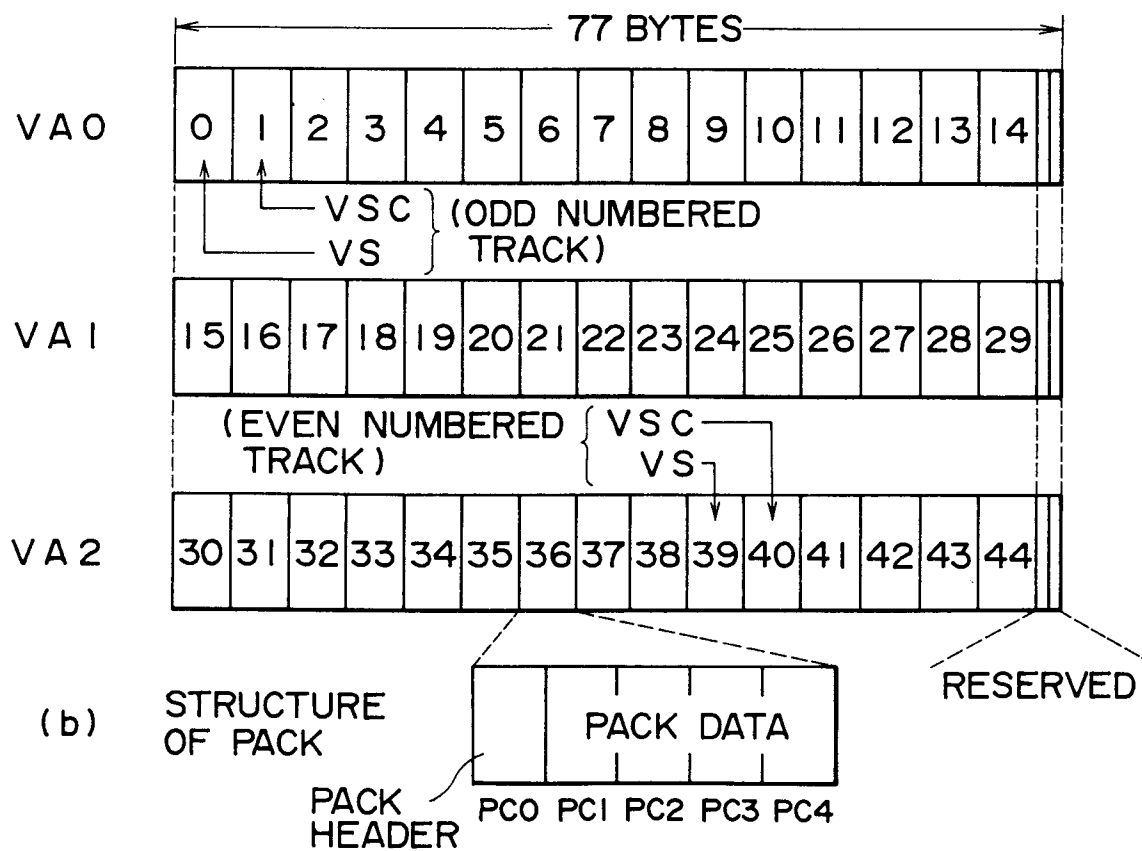 77 BYTES
VA0 0 1 2 3 4 5 6 7 8 9 10 11 12 13 14
VSC
VS
(ODD NUMBERED
TRACK)
VA1 15 16 17 18 19 20 21 22 23 24 25 26 27 28 29
(EVEN NUMBERED
TRACK)
VSC
VS
VA2 30 31 32 33 34 35 36 37 38 39 40 41 42 43 44
RESERVED
(b) STRUCTURE
OF PACK
PACK DATA
PACK
HEADER
PC0 PC1 PC2 PC3 PC4